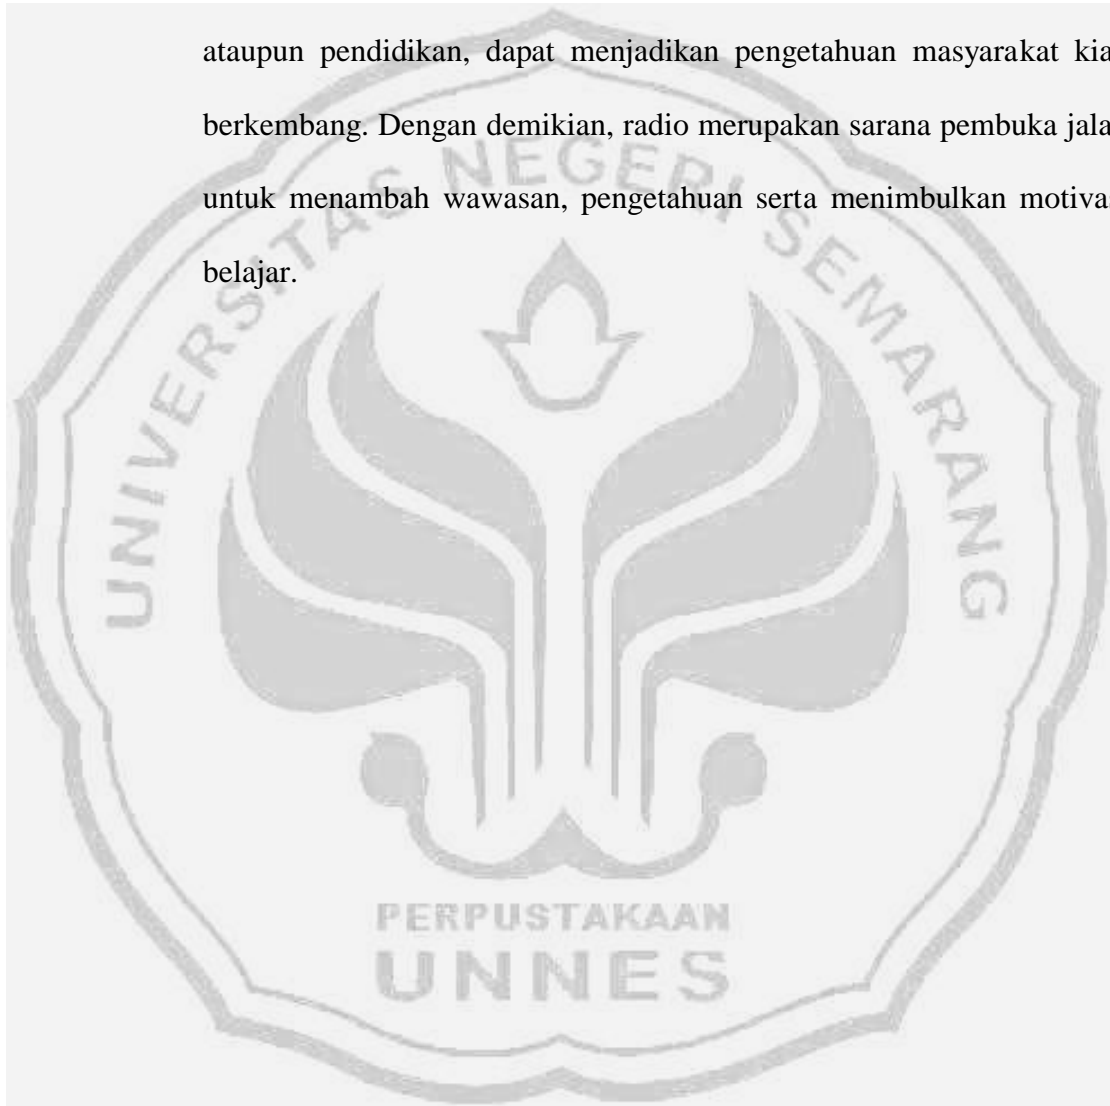 ataupun pendidikan, dapat menjadikan pengetahuan masyarakat kia
berkembang. Dengan demikian, radio merupakan sarana pembuka jala
untuk menambah wawasan, pengetahuan serta menimbulkan motivas
belajar.
UNIVERSITAS NEGERI SEMARANG
PERPUSTAKAAN
UNNES